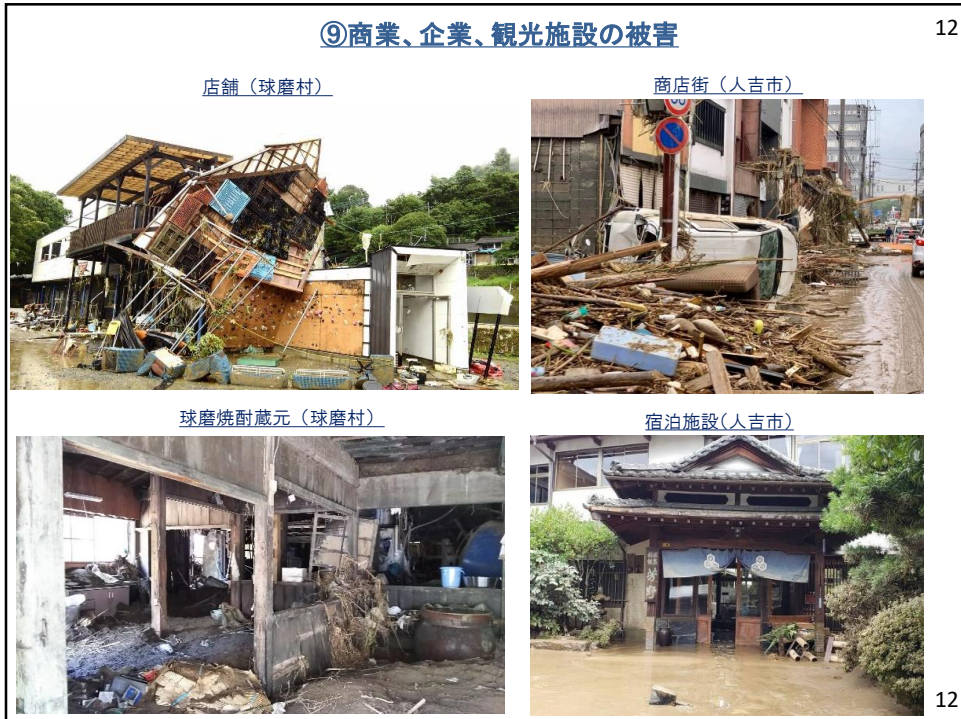 ⑨商業、企業、観光施設の被害
12
店舗（球磨村）
商店街（人吉市）
球磨焼酎蔵元（球磨村）
宿泊施設(人吉市)
12